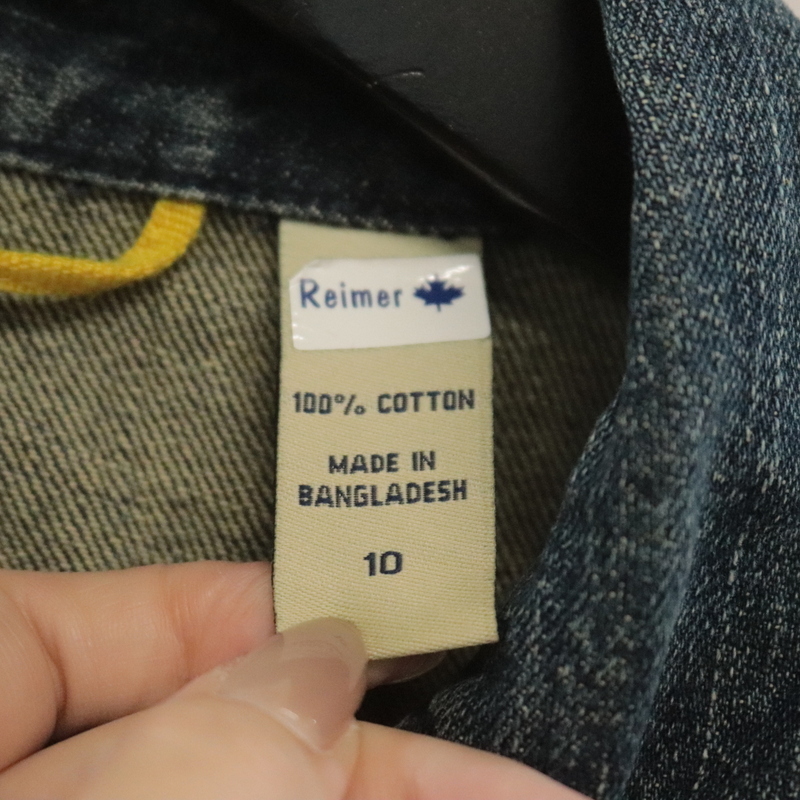 Reimer
100% COTTON
MADE IN
BANGLADESH
10